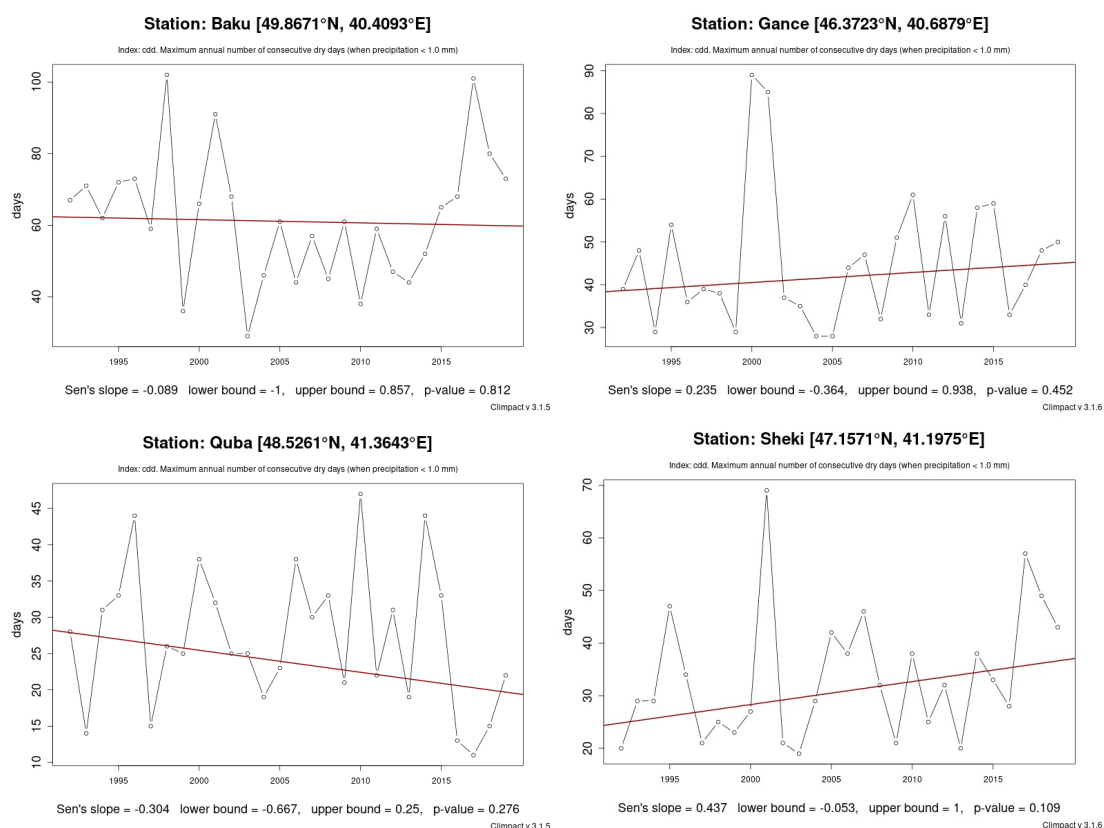 Station: Baku [49.8671°N, 40.4093°E]
Index: cdd. Maximum annual number of consecutive dry days (when precipitation < 1.0 mm)
days
100
80
60
40
1995 2000 2005 2010 2015
Sen's slope = -0.089 lower bound = -1, upper bound = 0.857, p-value = 0.812
Climpact v 3.1.5
Station: Gance [46.3723°N, 40.6879°E]
Index: cdd. Maximum annual number of consecutive dry days (when precipitation < 1.0 mm)
days
90
80
70
60
50
40
30
1995 2000 2005 2010 2015
Sen's slope = 0.235 lower bound = -0.364, upper bound = 0.938, p-value = 0.452
Climpact v 3.1.6
Station: Quba [48.5261°N, 41.3643°E]
Index: cdd. Maximum annual number of consecutive dry days (when precipitation < 1.0 mm)
days
45
40
35
30
25
20
15
10
1995 2000 2005 2010 2015
Sen's slope = -0.304 lower bound = -0.667, upper bound = 0.25, p-value = 0.276
Climpact v 3.1.5
Station: Sheki [47.1571°N, 41.1975°E]
Index: cdd. Maximum annual number of consecutive dry days (when precipitation < 1.0 mm)
days
70
60
50
40
30
20
1995 2000 2005 2010 2015
Sen's slope = 0.437 lower bound = -0.053, upper bound = 1, p-value = 0.109
Climpact v 3.1.6